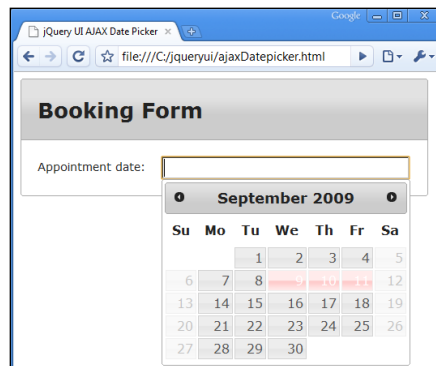 Google
jQuery UI AJAX Date Picker
file:///C:/jqueryui/ajaxDatepicker.html
Booking Form
Appointment date:
September 2009
Su Mo Tu We Th Fr Sa
1 2 3 4 5
6 7 8 9 10 11 12
13 14 15 16 17 18 19
20 21 22 23 24 25 26
27 28 29 30